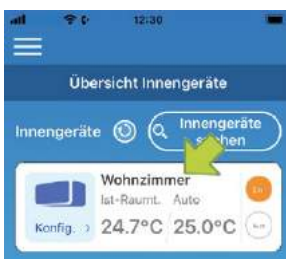 12:30
Übersicht Innengeräte
Innengeräte
Innengeräte
suchen
Wohnzimmer
Ist-Raumt. Auto
Konfig. › 24.7°C 25.0°C